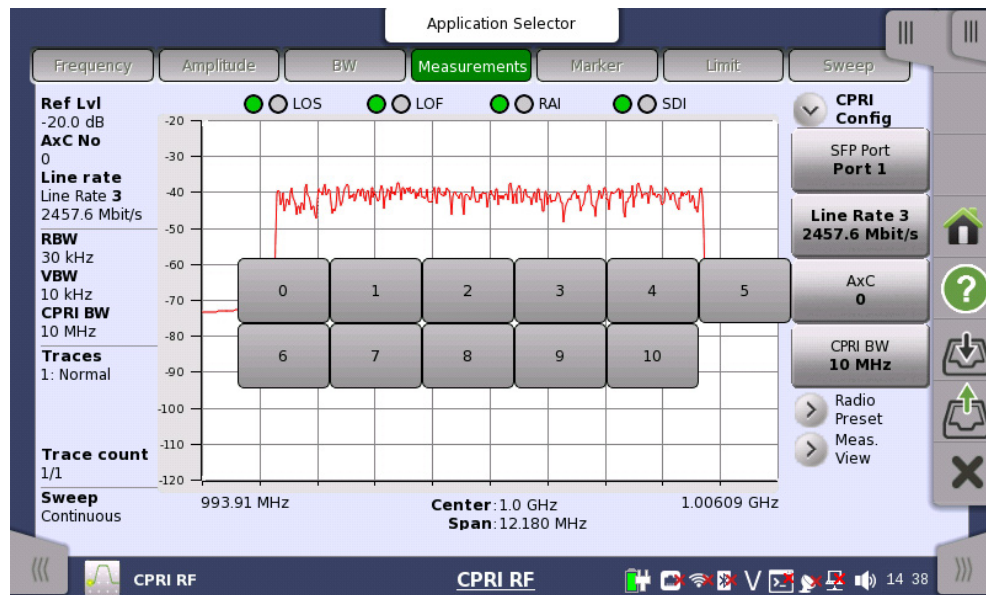 Application Selector
Frequency
Amplitude
BW
Measurements
Marker
Limit
Sweep
Ref Lvl
-20.0 dB
AxC No
0
Line rate
Line Rate 3
2457.6 Mbit/s
RBW
30 kHz
VBW
10 kHz
CPRI BW
10 MHz
Traces
1: Normal
Trace count
1/1
Sweep
Continuous
LOS
LOF
RAI
SDI
-20
-30
-40
-50
-60
-70
-80
-90
-100
-110
-120
0
1
2
3
4
5
6
7
8
9
10
993.91 MHz
Center:1.0 GHz
1.00609 GHz
Span:12.180 MHz
CPRI
Config
SFP Port
Port 1
Line Rate 3
2457.6 Mbit/s
AxC
0
CPRI BW
10 MHz
Radio
Preset
Meas.
View
CPRI RF
CPRI RF
14 38